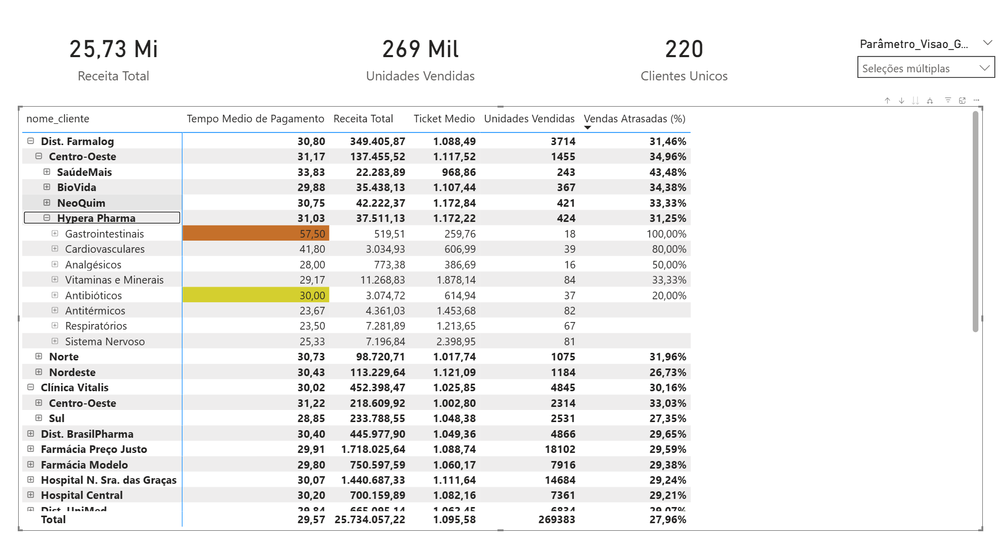 25,73 Mi
Receita Total
269 Mil
Unidades Vendidas
220
Clientes Unicos
Parâmetro_Visao_G...
Seleções múltiplas
nome_cliente Tempo Medio de Pagamento Receita Total Ticket Medio Unidades Vendidas Vendas Atrasadas (%)
Dist. Farmalog 30,80 349.405,87 1.088,49 3714 31,46%
Centro-Oeste 31,17 137.455,52 1.117,52 1455 34,96%
SaúdeMais 33,83 22.283,89 968,86 243 43,48%
BioVida 29,88 35.438,13 1.107,44 367 34,38%
NeoQuim 30,75 42.222,37 1.172,84 421 33,33%
Hypera Pharma 31,03 37.511,13 1.172,22 424 31,25%
Gastrointestinais 57,50 519,51 259,76 18 100,00%
Cardiovasculares 41,80 3.034,93 606,99 39 80,00%
Analgésicos 28,00 773,38 386,69 16 50,00%
Vitaminas e Minerais 29,17 11.268,83 1.878,14 84 33,33%
Antibióticos 30,00 3.074,72 614,94 37 20,00%
Antitérmicos 23,67 4.361,03 1.453,68 82
Respiratórios 23,50 7.281,89 1.213,65 67
Sistema Nervoso 25,33 7.196,84 2.398,95 81
Norte 30,73 98.720,71 1.017,74 1075 31,96%
Nordeste 30,43 113.229,64 1.121,09 1184 26,73%
Clínica Vitalis 30,02 452.398,47 1.025,85 4845 30,16%
Centro-Oeste 31,22 218.609,92 1.002,80 2314 33,03%
Sul 28,85 233.788,55 1.048,38 2531 27,35%
Dist. BrasilPharma 30,40 445.977,90 1.049,36 4866 29,65%
Farmácia Preço Justo 29,91 1.718.025,64 1.088,74 18102 29,59%
Farmácia Modelo 29,80 750.597,59 1.060,17 7916 29,38%
Hospital N. Sra. das Graças 30,07 1.440.687,33 1.111,64 14684 29,24%
Hospital Central 30,20 700.159,89 1.082,16 7361 29,21%
Dist. UniMed 29,84 665.095,14 1.062,45 6834 29,07%
Total 29,57 25.734.057,22 1.095,58 269383 27,96%